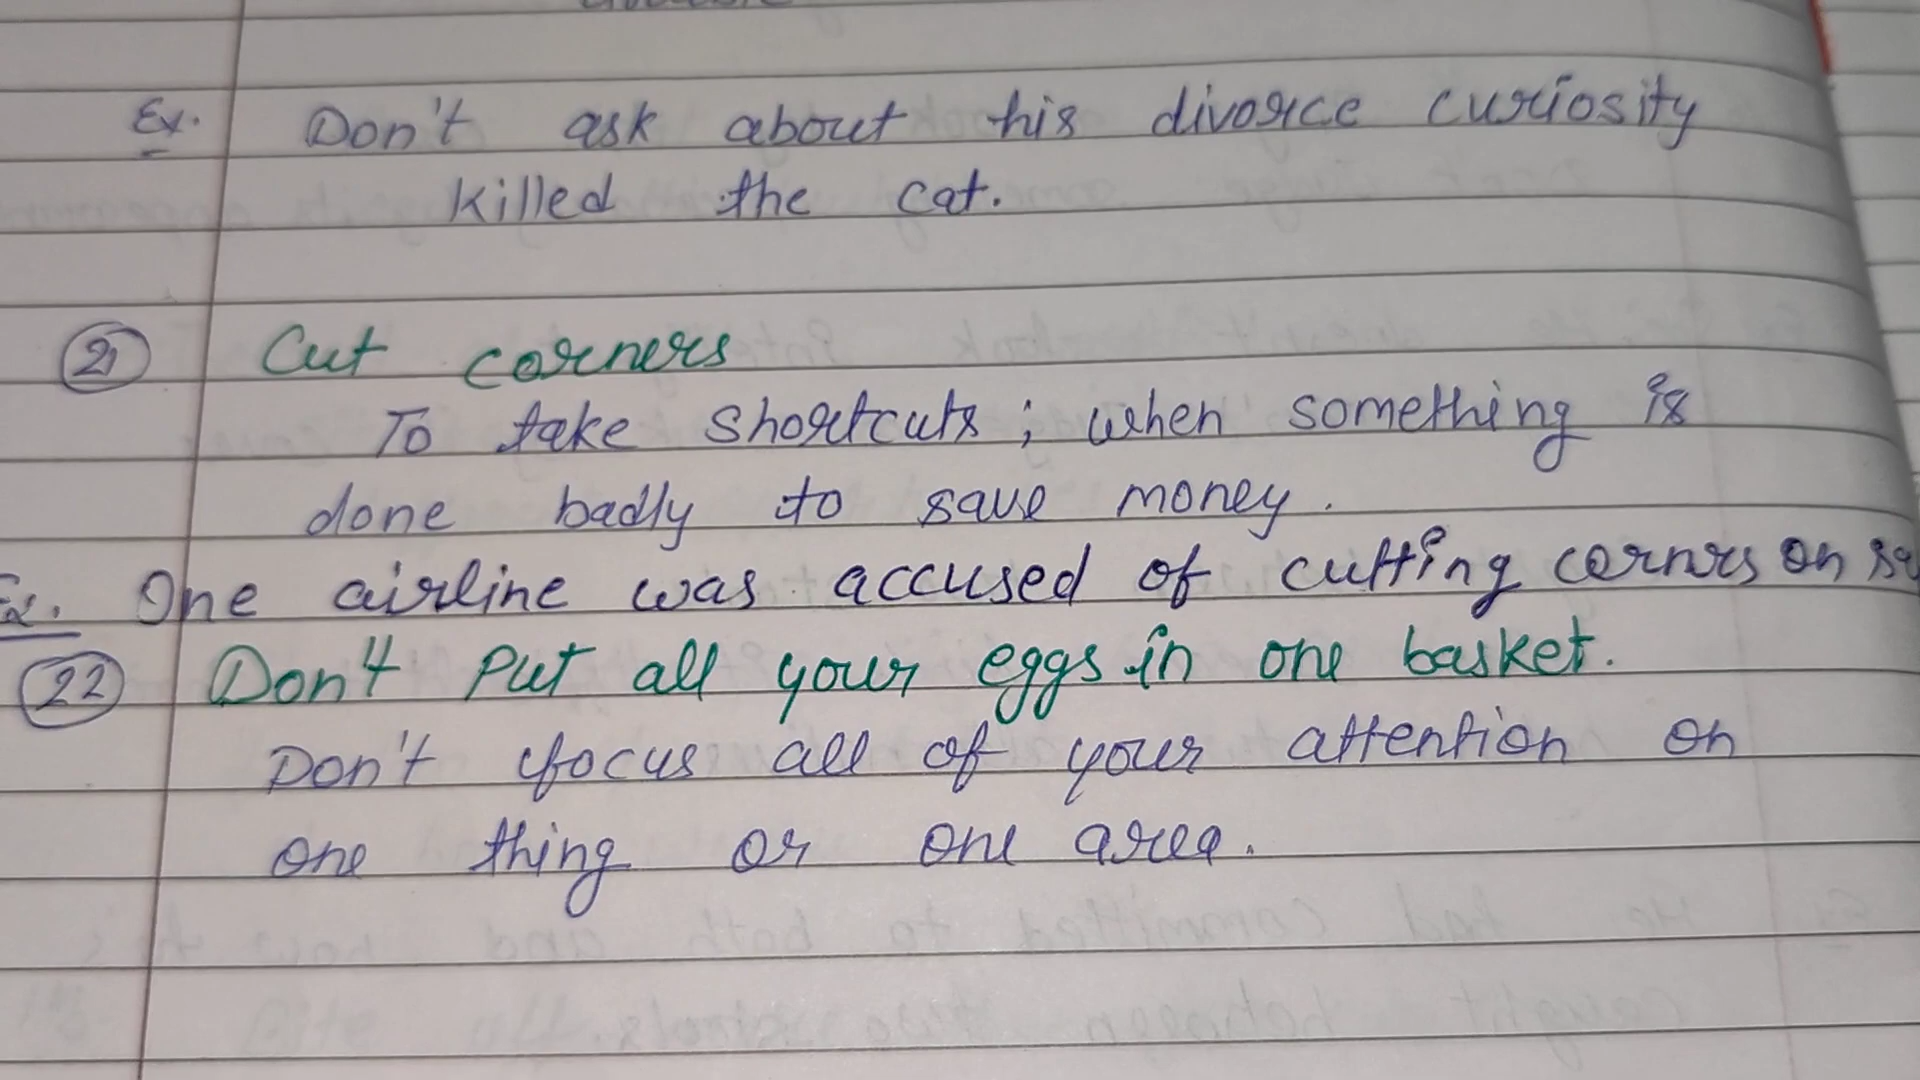 Ex. Don't ask about his divorce curiosity
killed the cat.
21 Cut corners
To take shortcuts; when something is
done badly to save money.
Ex. One airline was accused of cutting corners on
22 Don't Put all your eggs in one basket.
Don't focus all of your attention on
one thing or one area.